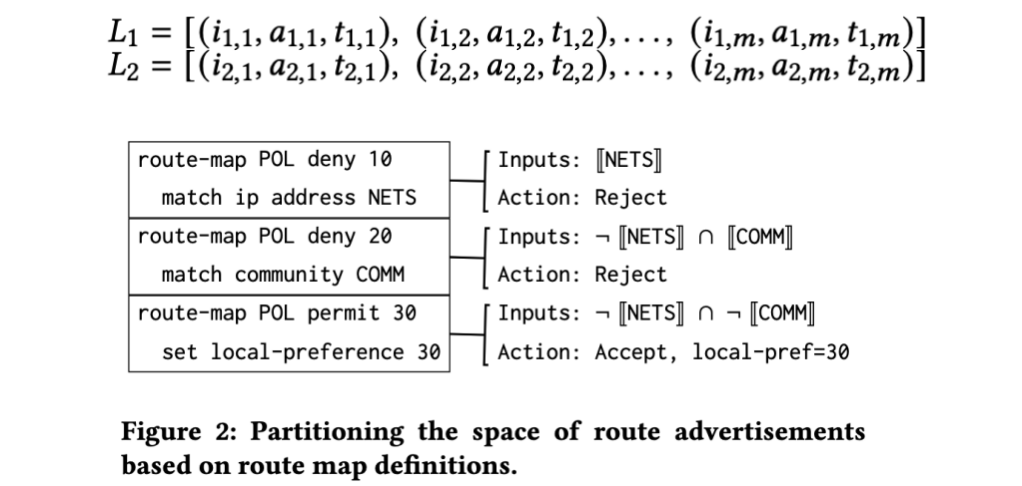 L₁ = [(i₁,₁, a₁,₁, t₁,₁), (i₁,₂, a₁,₂, t₁,₂), . . . , (i₁,ₘ, a₁,ₘ, t₁,ₘ)]
L₂ = [(i₂,₁, a₂,₁, t₂,₁), (i₂,₂, a₂,₂, t₂,₂), . . . , (i₂,ₘ, a₂,ₘ, t₂,ₘ)]
route-map POL deny 10
match ip address NETS
Inputs: ⟦NETS⟧
Action: Reject
route-map POL deny 20
match community COMM
Inputs: ¬ ⟦NETS⟧ ∩ ⟦COMM⟧
Action: Reject
route-map POL permit 30
set local-preference 30
Inputs: ¬ ⟦NETS⟧ ∩ ¬ ⟦COMM⟧
Action: Accept, local-pref=30
Figure 2: Partitioning the space of route advertisements
based on route map definitions.